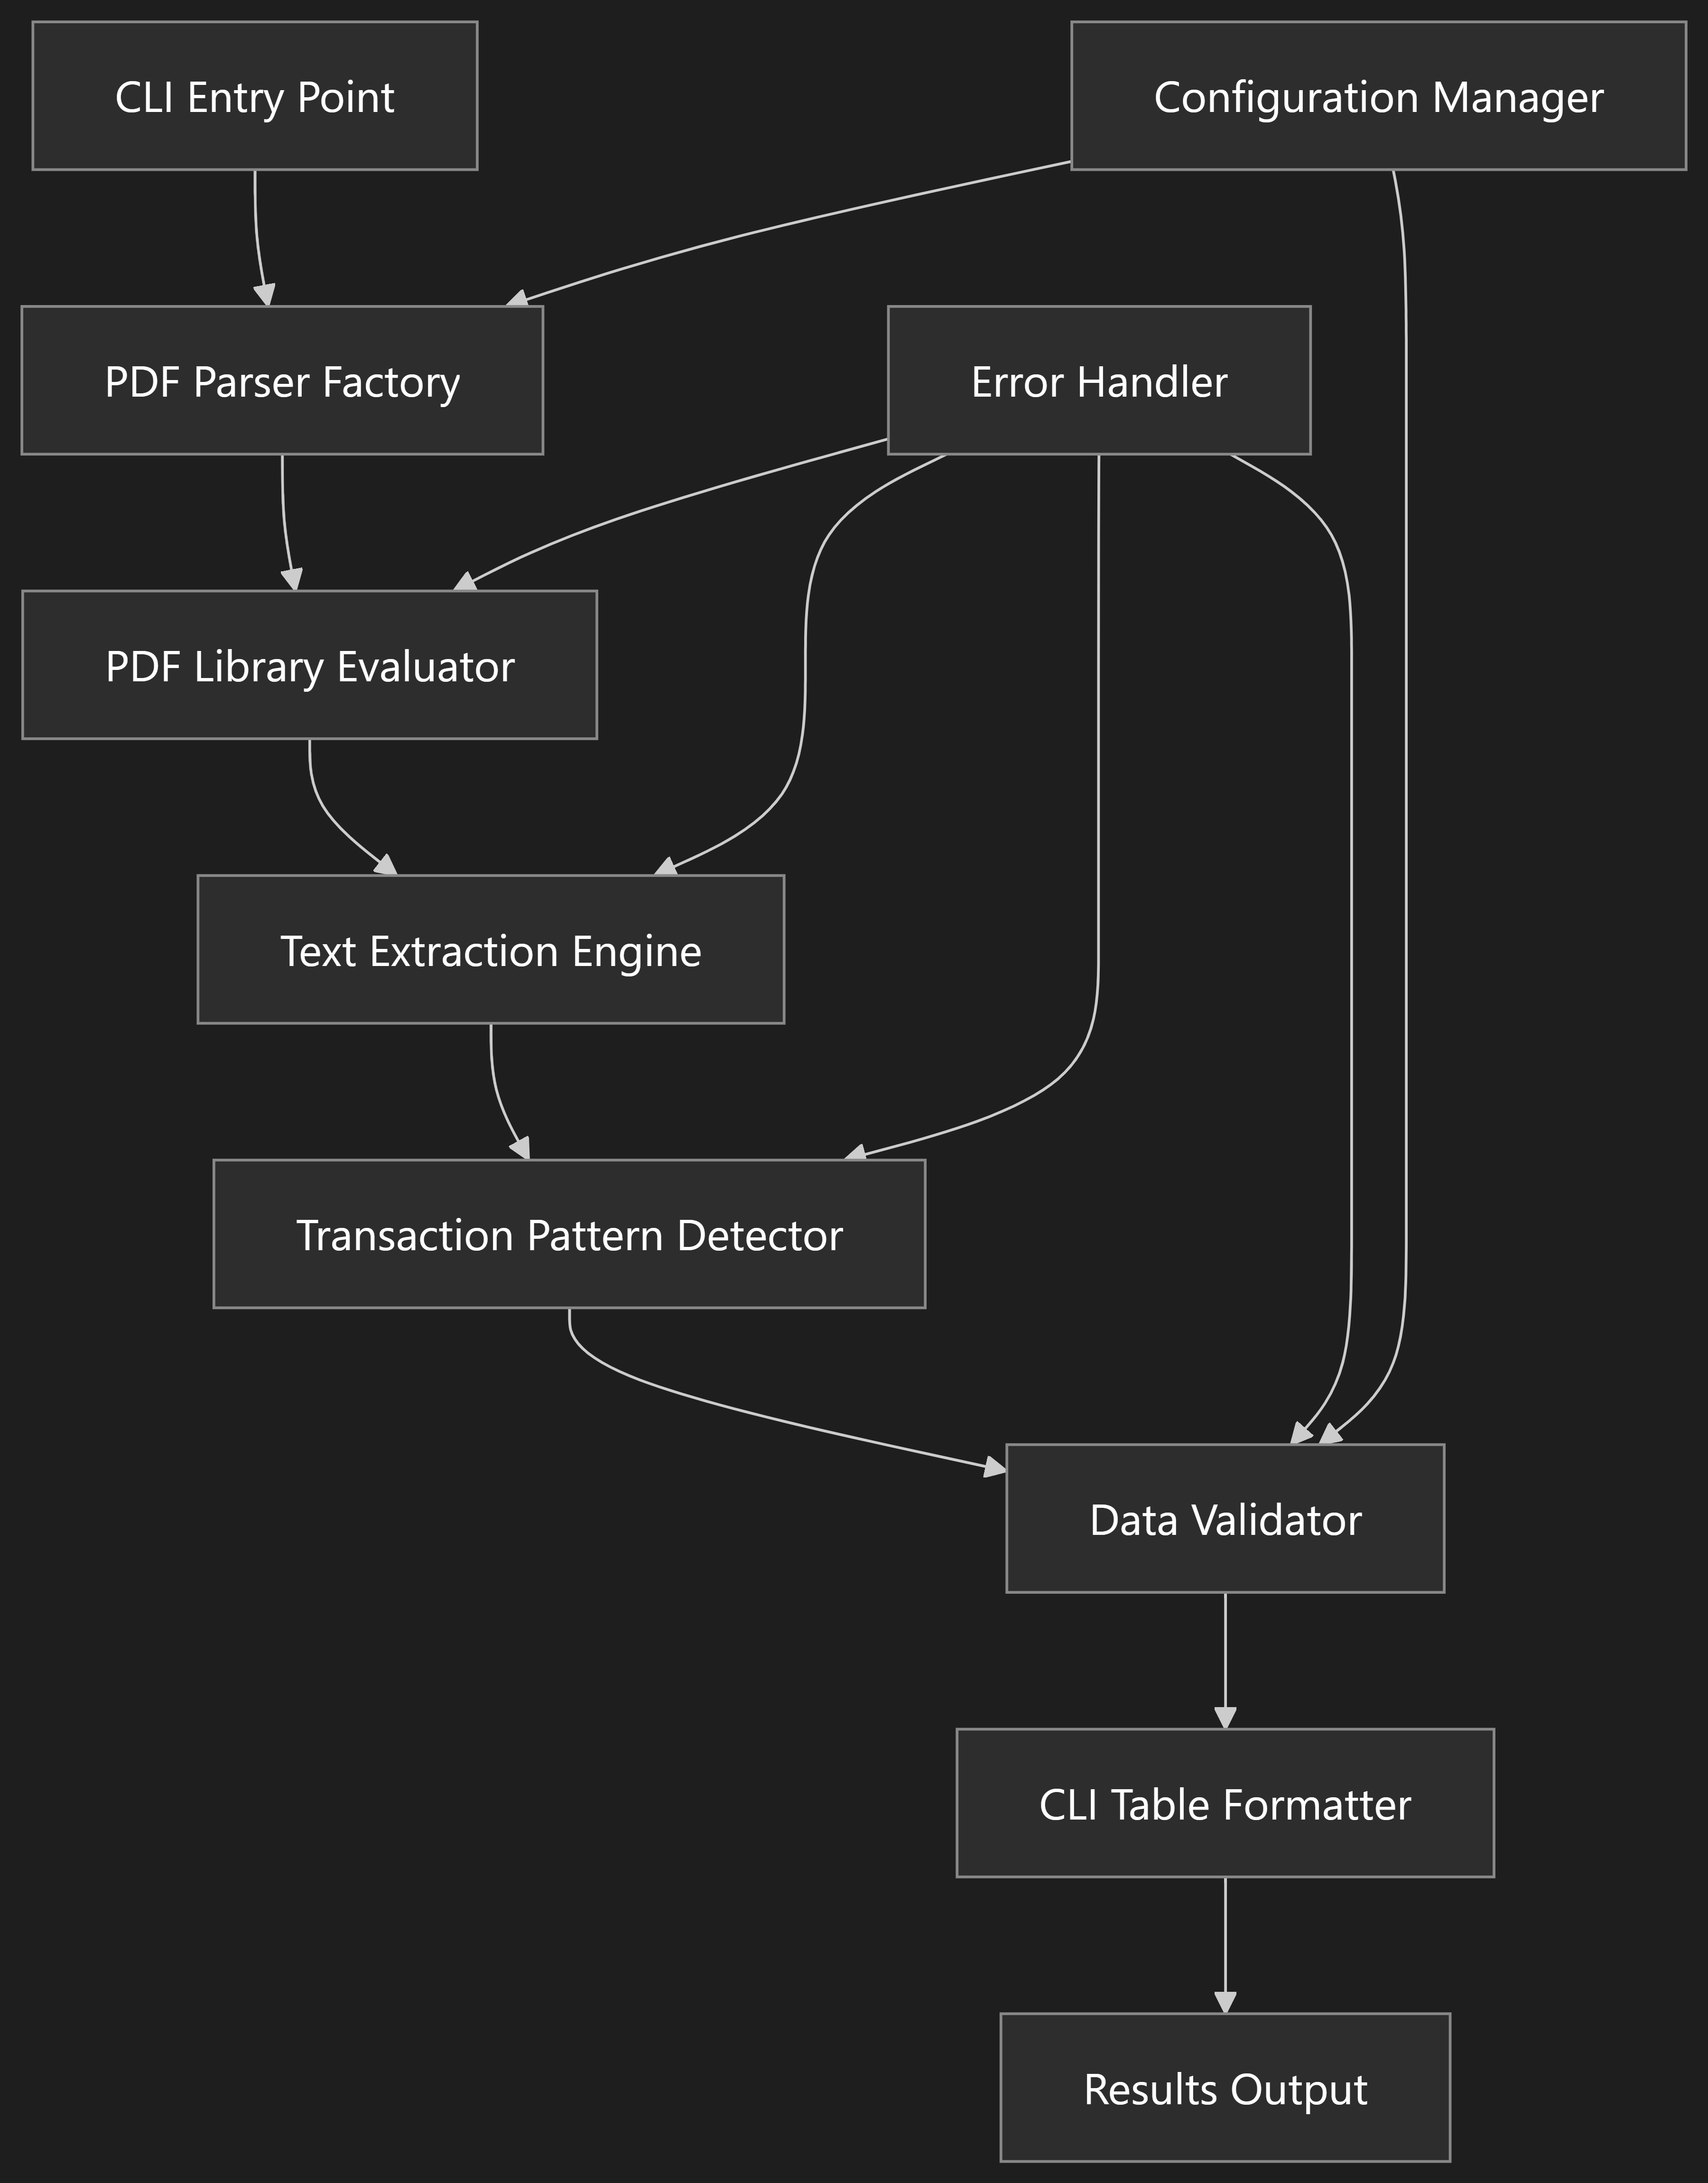 CLI Entry Point
Configuration Manager
PDF Parser Factory
Error Handler
PDF Library Evaluator
Text Extraction Engine
Transaction Pattern Detector
Data Validator
CLI Table Formatter
Results Output